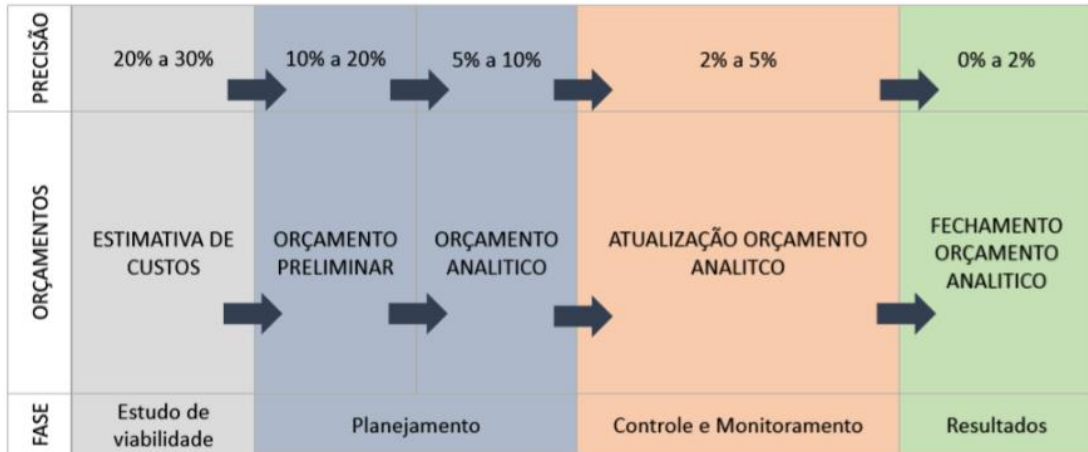 PRECISÃO
20% a 30%
10% a 20%
5% a 10%
2% a 5%
0% a 2%
ORÇAMENTOS
ESTIMATIVA DE
CUSTOS
ORÇAMENTO
PRELIMINAR
ORÇAMENTO
ANALITICO
ATUALIZAÇÃO ORÇAMENTO
ANALITCO
FECHAMENTO
ORÇAMENTO
ANALITICO
FASE
Estudo de
viabilidade
Planejamento
Controle e Monitoramento
Resultados